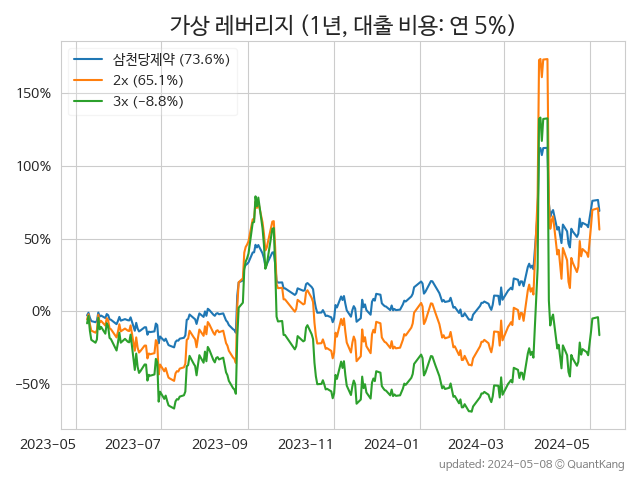 가상 레버리지 (1년, 대출 비용: 연 5%)
삼천당제약 (73.6%)
2x (65.1%)
3x (−8.8%)
150%
100%
50%
0%
−50%
2023−05 2023−07 2023−09 2023−11 2024−01 2024−03 2024−05
updated: 2024−05−08 ⓒ QuantKang